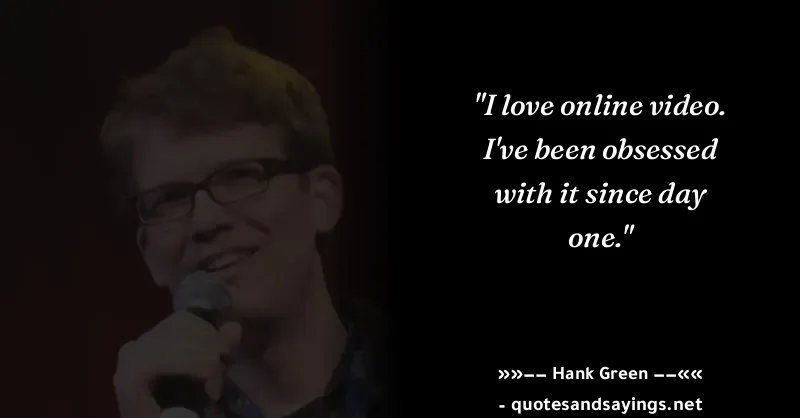 "I love online video.
I've been obsessed
with it since day
one."
»»–– Hank Green ––««
- quotesandsayings.net